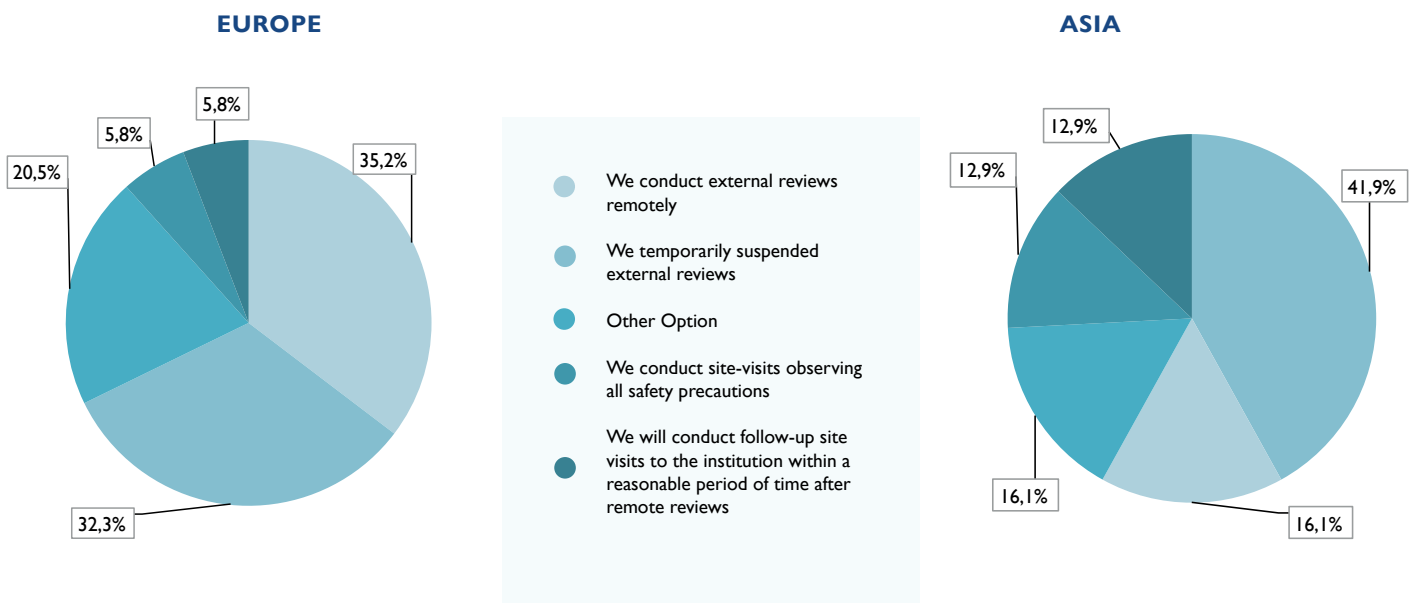 EUROPE
5,8%
5,8%
20,5%
35,2%
32,3%
We conduct external reviews
remotely
We temporarily suspended
external reviews
Other Option
We conduct site-visits observing
all safety precautions
We will conduct follow-up site
visits to the institution within a
reasonable period of time after
remote reviews
ASIA
12,9%
12,9%
41,9%
16,1%
16,1%